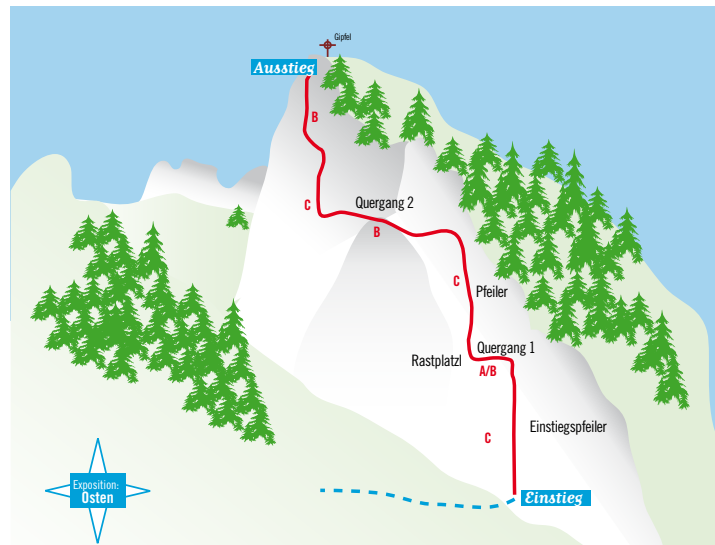 Gipfel
Ausstieg
B
C
Quergang 2
B
C
Pfeiler
Quergang 1
Rastplatzl
A/B
Einstiegspfeiler
C
Exposition:
Osten
Einstieg